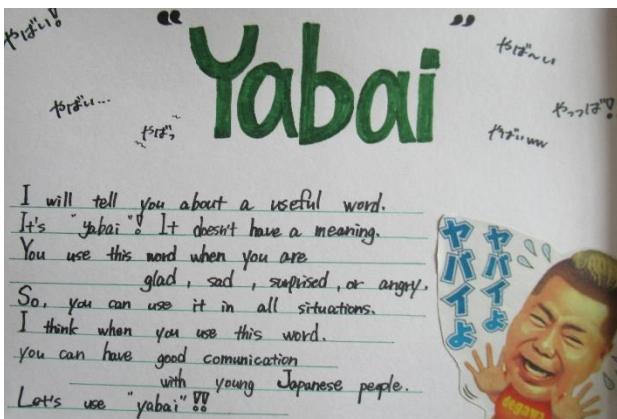 "Yabai"
やばい!
やばい...
やばっ
やば~い
やっっば!
やばいww
I will tell you about a useful word.
It's "yabai"! It doesn't have a meaning.
You use this word when you are
glad, sad, suprised, or angry.
So, you can use it in all situations.
I think when you use this word.
you can have good comunication
with young Japanese people.
Let's use "yabai"!!
ヤバイよ
ヤバイよ
degawa